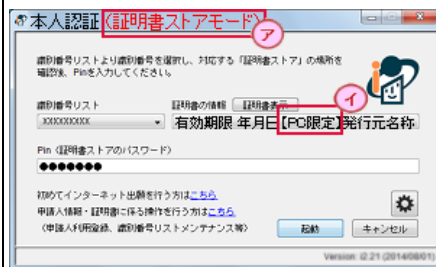 本人認証(証明書ストアモード)
ア
識別番号リストより識別番号を選択し、対応する「証明書ストア」の場所を
確認後、Pinを入力してください。
イ
識別番号リスト 証明書の情報 証明書表示
XXXXXXXXXX 有効期限 年月日【PC限定】発行元名称
Pin (証明書ストアのパスワード)
●●●●●●●
初めてインターネット出願を行う方はこちら
申請人情報・証明書に係る操作を行う方はこちら
(申請人利用登録、識別番号リストメンテナンス等) 起動 キャンセル
Version: i2.21 (2014/08/01)